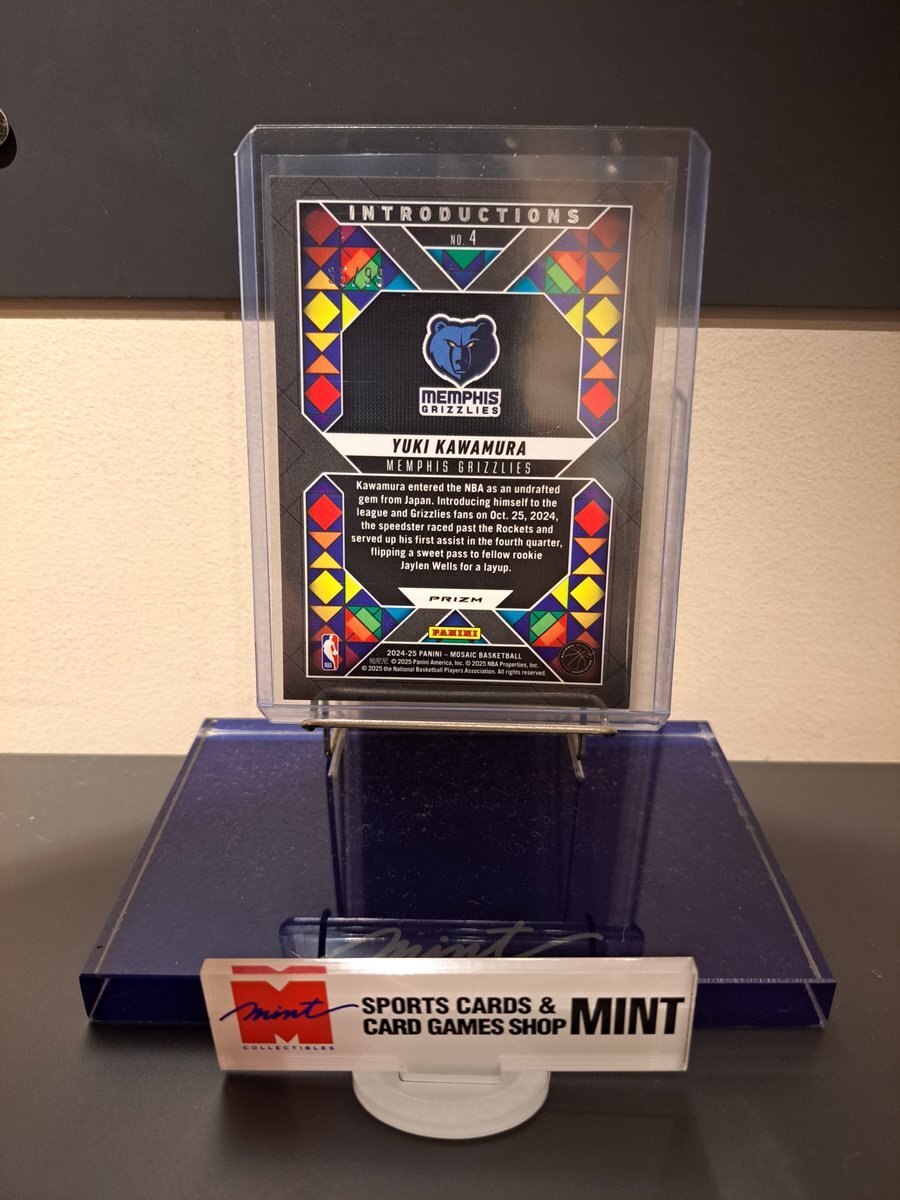 INTRODUCTIONS
NO. 4
MEMPHIS
GRIZZLIES
YUKI KAWAMURA
MEMPHIS GRIZZLIES
Kawamura entered the NBA as an undrafted
gem from Japan. Introducing himself to the
league and Grizzlies fans on Oct. 25, 2024,
the speedster raced past the Rockets and
served up his first assist in the fourth quarter,
flipping a sweet pass to fellow rookie
Jaylen Wells for a layup.
PRIZM
PANINI
NBA
2024-25 PANINI – MOSAIC BASKETBALL
帕尼尼 © 2025 Panini America, Inc. © 2025 NBA Properties, Inc.
© 2025 the National Basketball Players Association. All rights reserved.
mint
mint
COLLECTIBLES
SPORTS CARDS &
CARD GAMES SHOP
MINT